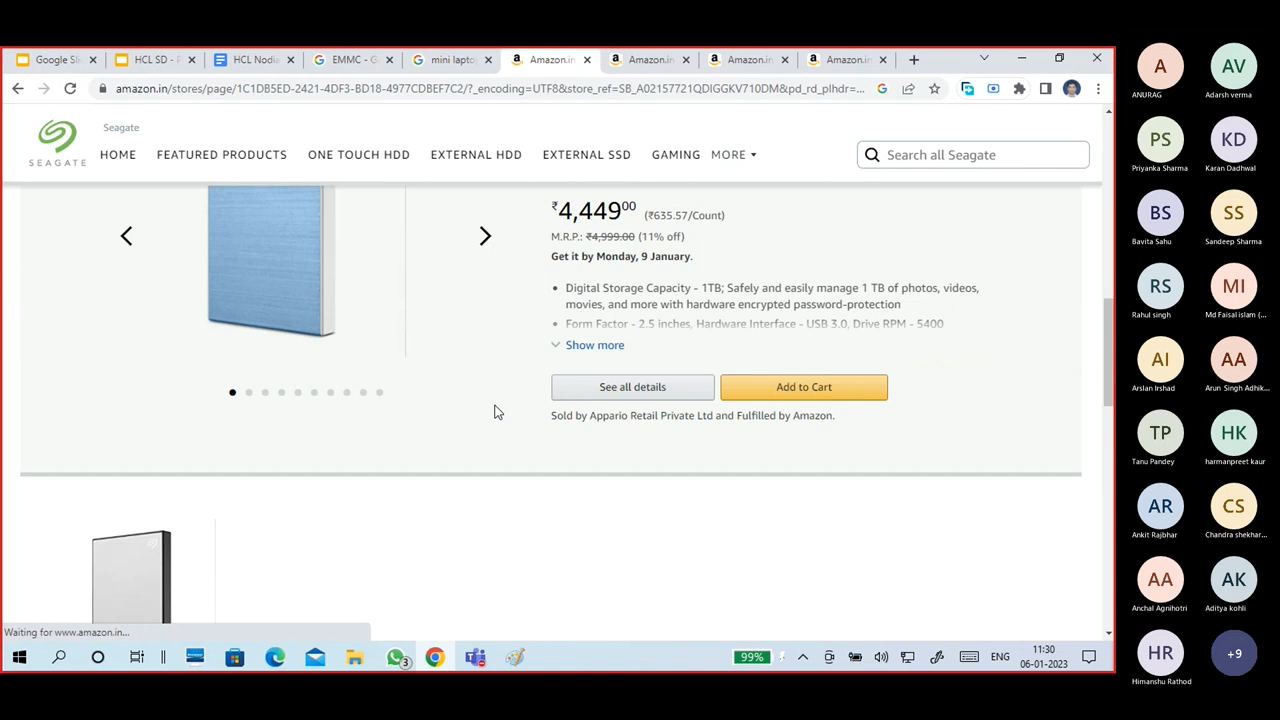 Google Sli
HCL SD - P
HCL Nodia
EMMC - G
mini lapto
Amazon.in
Amazon.in
Amazon.in
Amazon.in
amazon.in/stores/page/1C1DB5ED-2421-4DF3-BD18-4977CDBEF7C2/?_encoding=UTF8&store_ref=SB_A02157721QDIGGKV710DM&pd_rd_plhdr=...
SEAGATE
Seagate
HOME FEATURED PRODUCTS ONE TOUCH HDD EXTERNAL HDD EXTERNAL SSD GAMING MORE
Search all Seagate
₹4,44900 (₹635.57/Count)
M.R.P.: ₹4,999.00 (11% off)
Get it by Monday, 9 January.
• Digital Storage Capacity - 1TB; Safely and easily manage 1 TB of photos, videos,
movies, and more with hardware encrypted password-protection
• Form Factor - 2.5 inches, Hardware Interface - USB 3.0, Drive RPM - 5400
Show more
See all details
Add to Cart
Sold by Appario Retail Private Ltd and Fulfilled by Amazon.
Waiting for www.amazon.in...
3
99%
ENG
11:30
06-01-2023
A
ANURAG
AV
Adarsh verma
PS
Priyanka Sharma
KD
Karan Dadhwal
BS
Bavita Sahu
SS
Sandeep Sharma
RS
Rahul singh
MI
Md Faisal islam (...
AI
Arslan Irshad
AA
Arun Singh Adhik...
TP
Tanu Pandey
HK
harmanpreet kaur
AR
Ankit Rajbhar
CS
Chandra shekhar...
AA
Anchal Agnihotri
AK
Aditya kohli
HR
Himanshu Rathod
+9